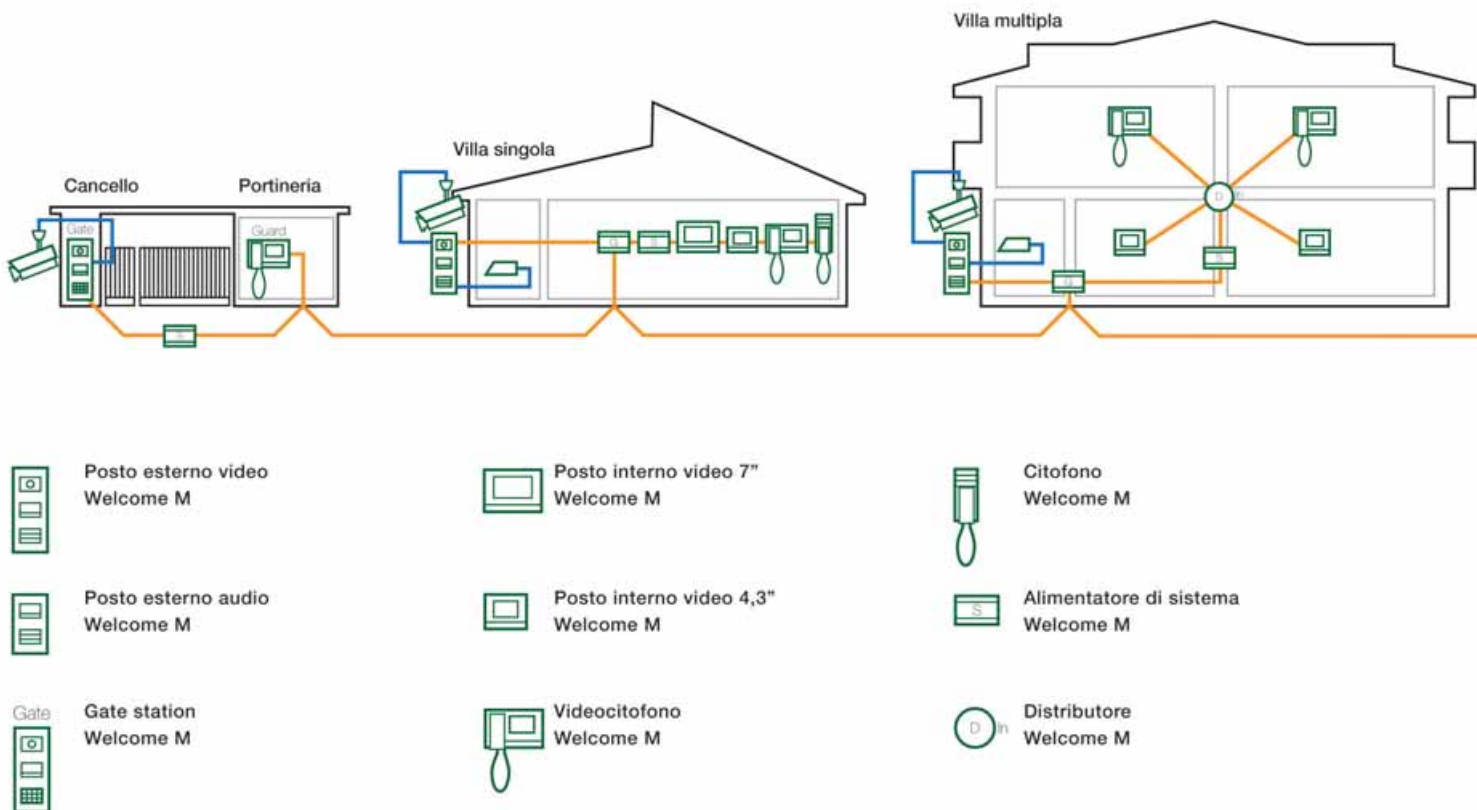 Villa multipla
Villa singola
Cancello
Portineria
Gate
Guard
G
S
D
In
S
G
S
Posto esterno video
Welcome M
Posto interno video 7”
Welcome M
Citofono
Welcome M
Posto esterno audio
Welcome M
Posto interno video 4,3”
Welcome M
S
Alimentatore di sistema
Welcome M
Gate
Gate station
Welcome M
Videocitofono
Welcome M
D
In
Distributore
Welcome M